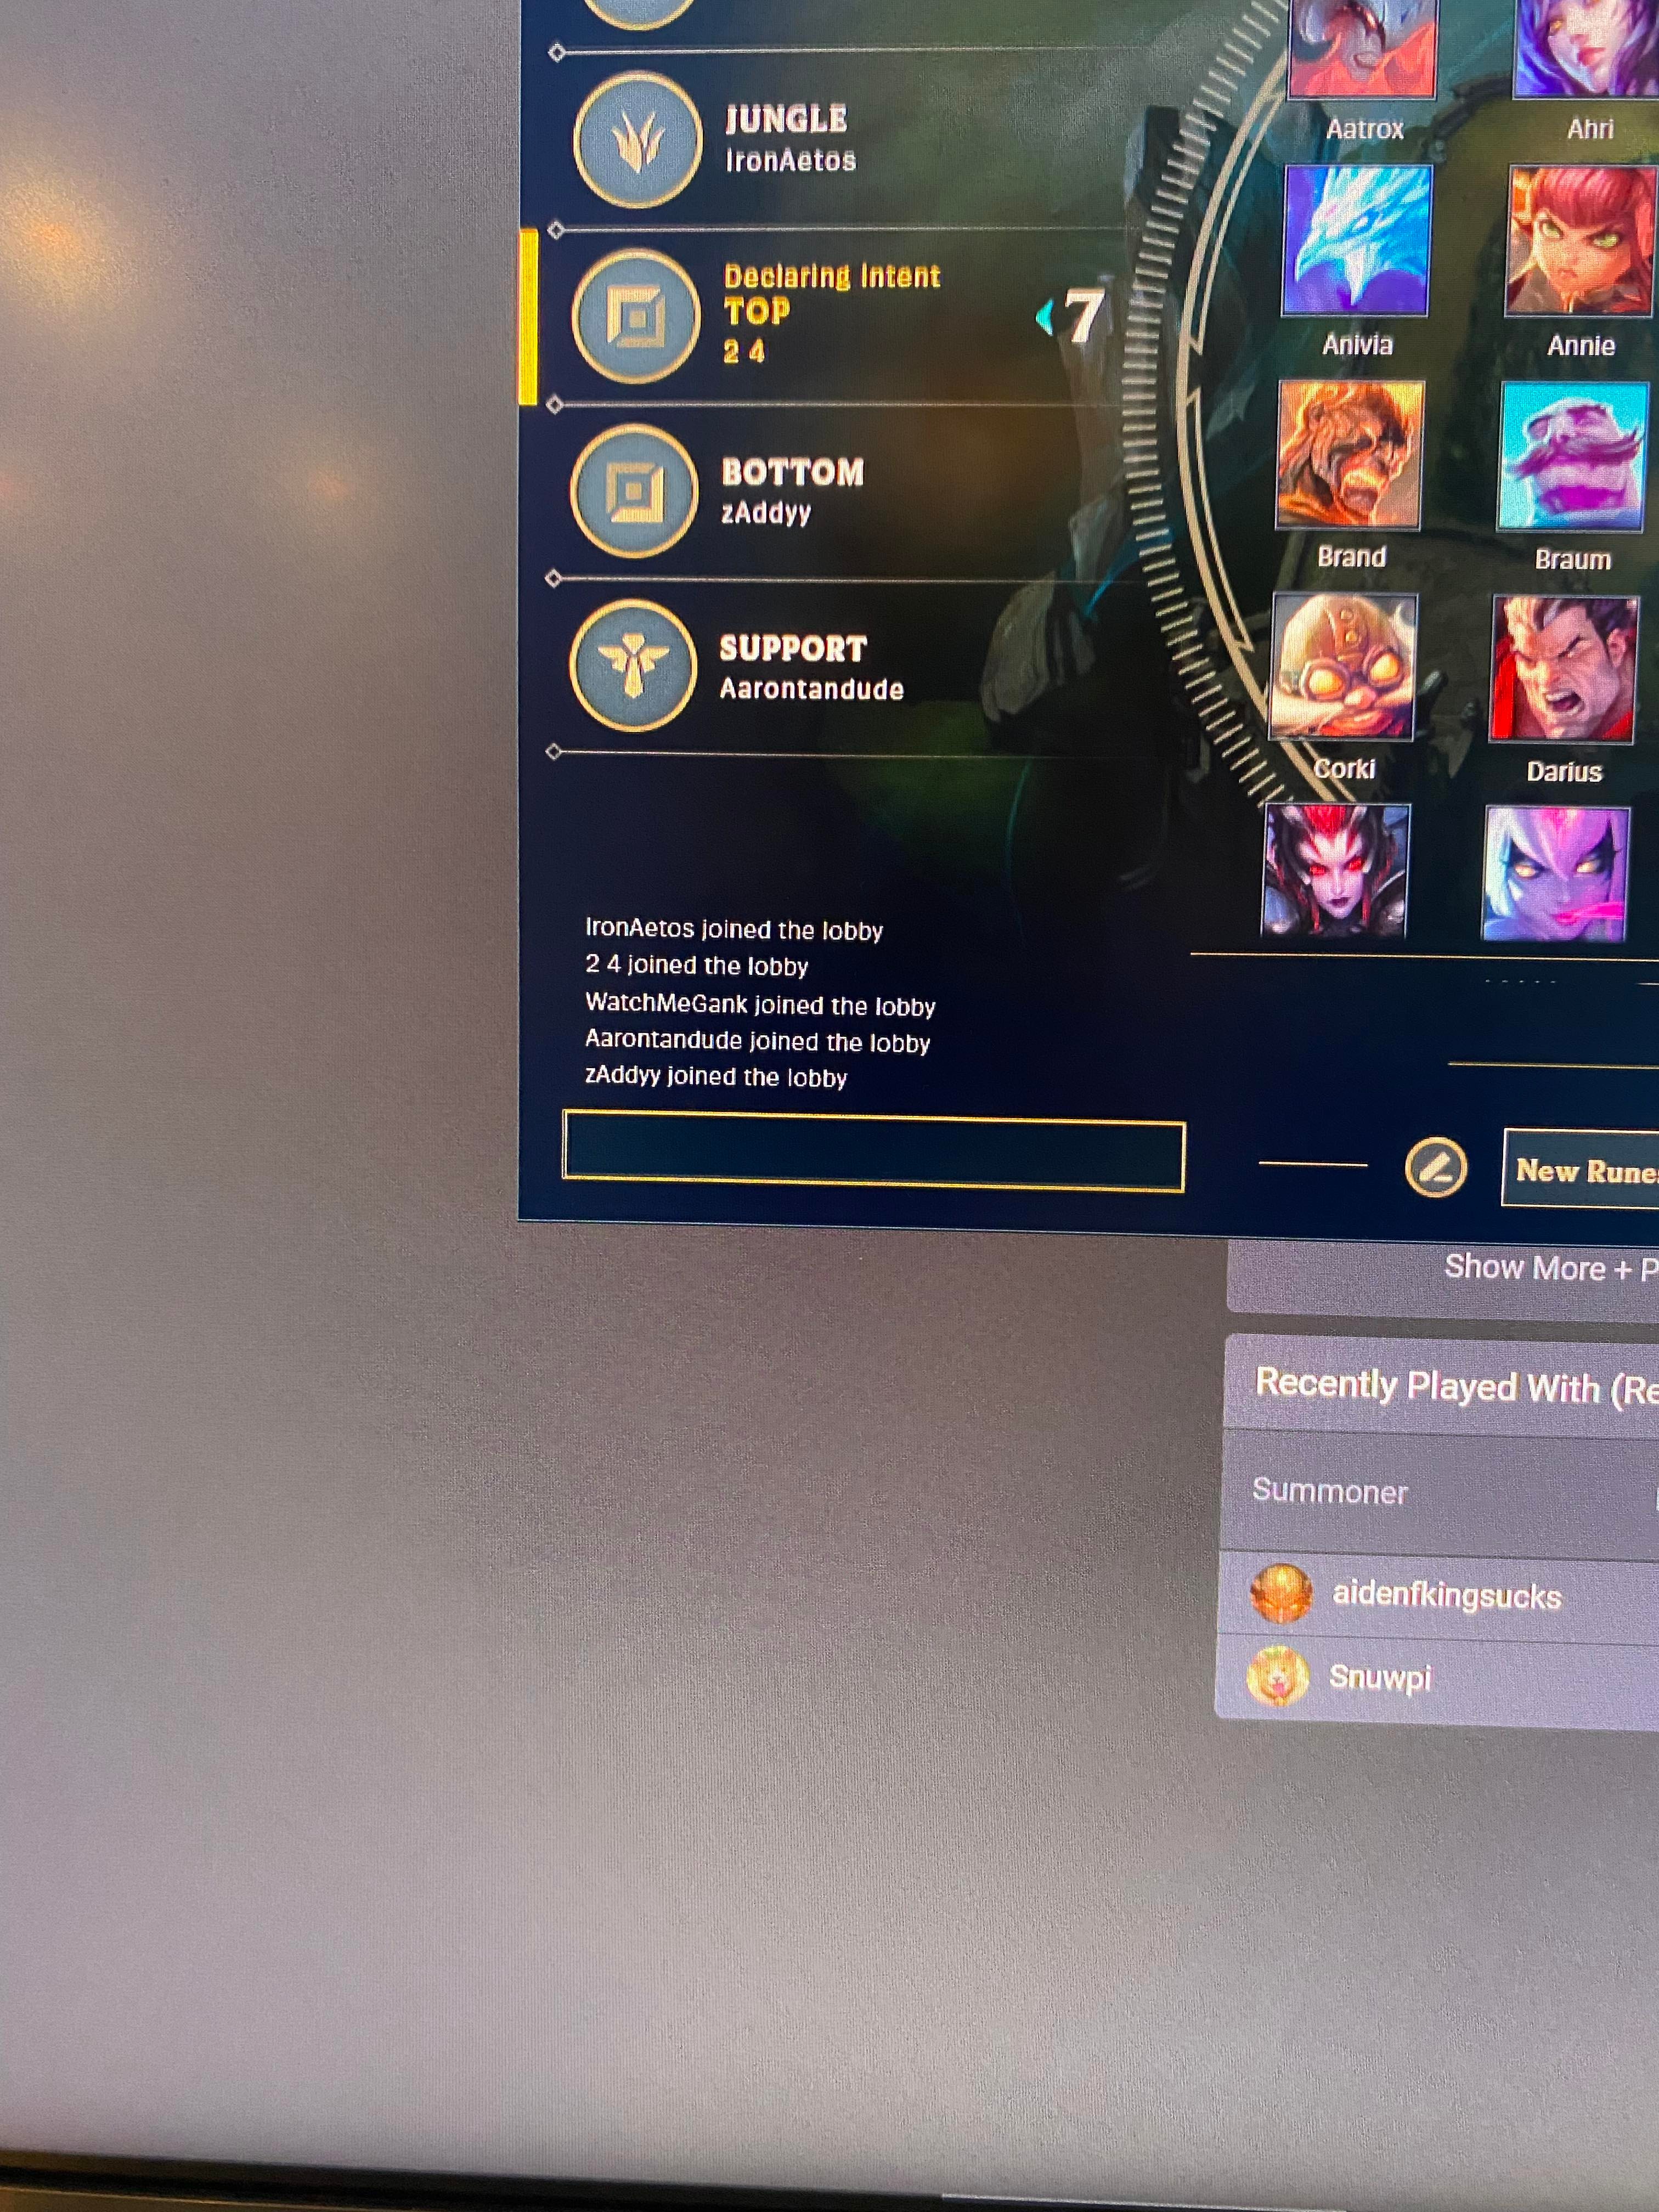 JUNGLE
IronAetos
Declaring Intent
TOP
2 4
7
BOTTOM
zAddyy
SUPPORT
Aarontandude
IronAetos joined the lobby
2 4 joined the lobby
WatchMeGank joined the lobby
Aarontandude joined the lobby
zAddyy joined the lobby
Aatrox Ahri
Anivia Annie
Brand Braum
Corki Darius
New Runes
Show More + P
Recently Played With (Re
Summoner
aidenfkingsucks
Snuwpi